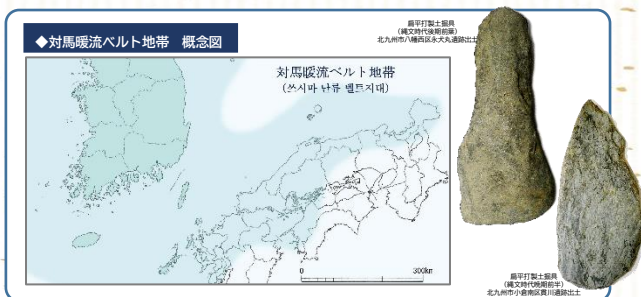 ◆対馬暖流ベルト地帯　概念図
対馬暖流ベルト地帯
(쓰시마 난류 벨트지대)
0 300km
扁平打製土掘具
(縄文時代後期前葉)
北九州市八幡西区永犬丸遺跡出土
扁平打製土掘具
(縄文時代晩期前半)
北九州市小倉南区貫川遺跡出土